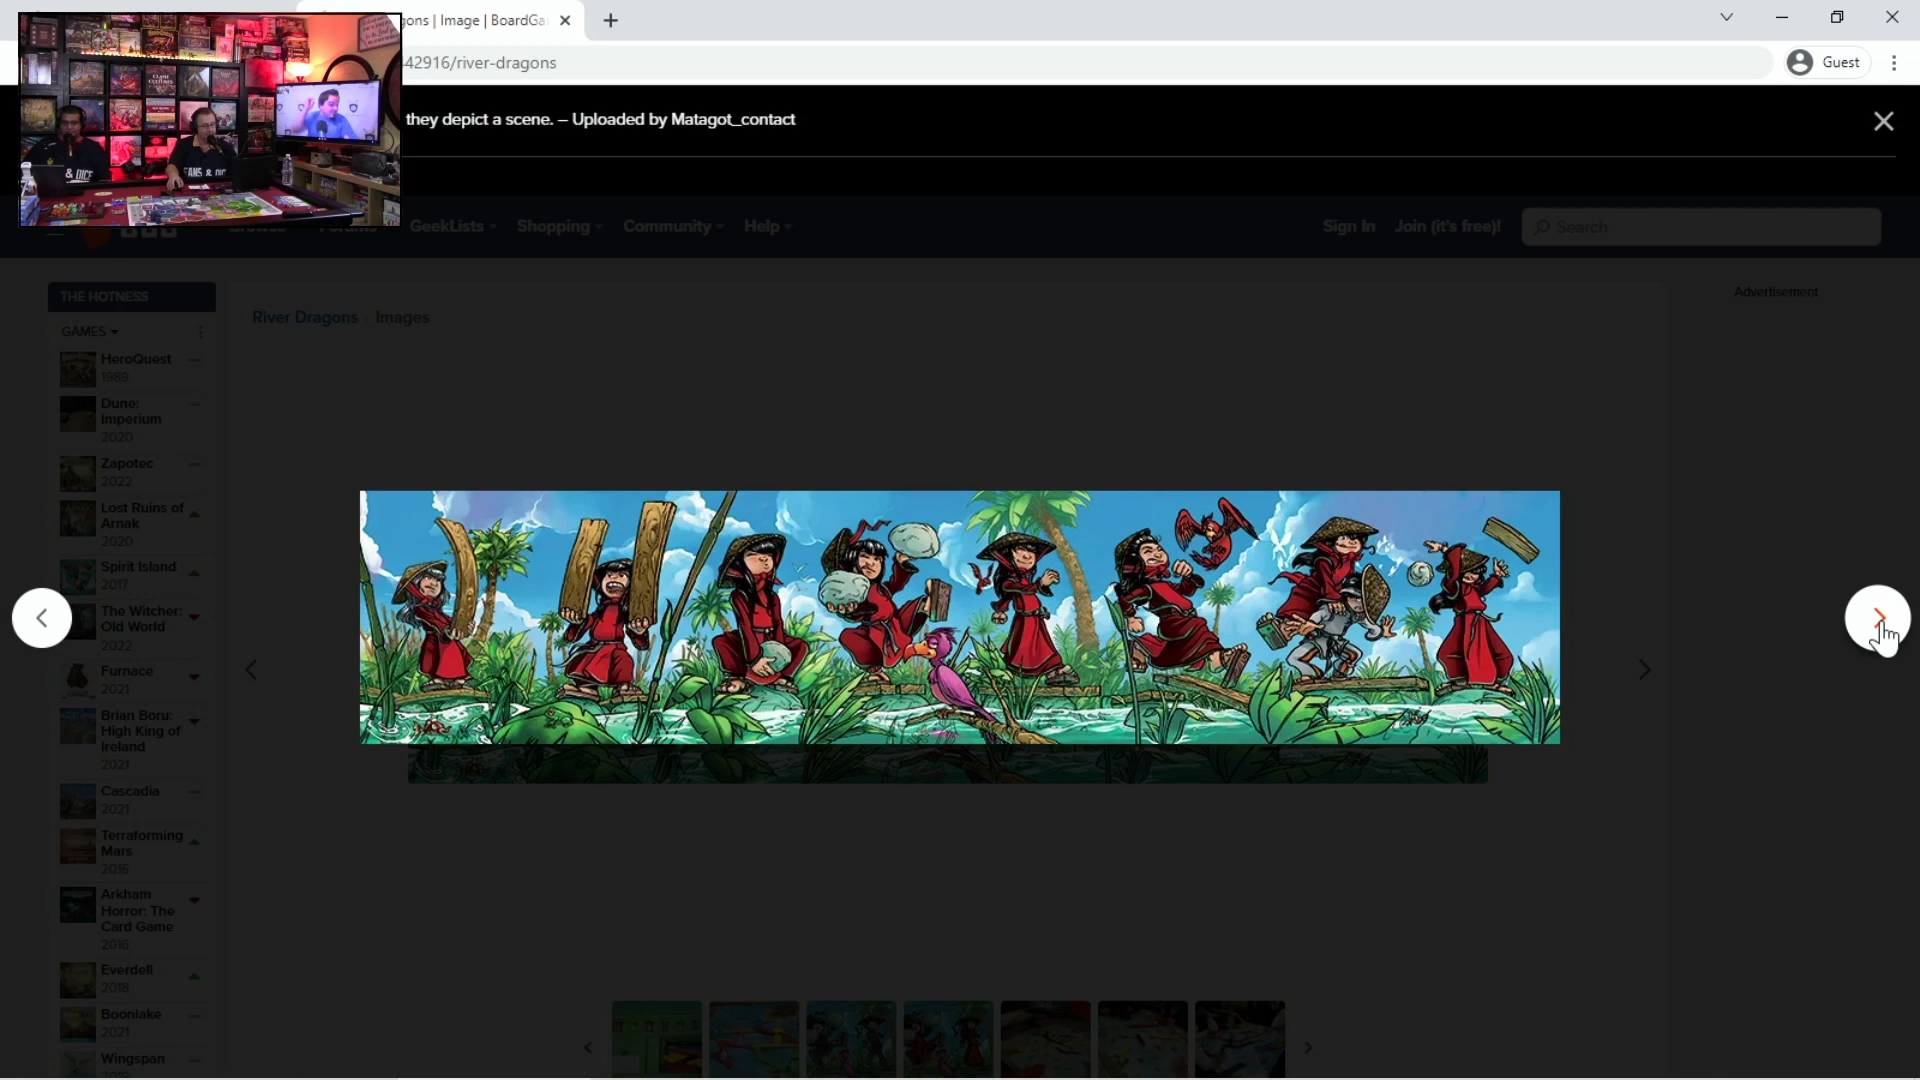 gons | Image | BoardGa
42916/river-dragons
Guest
they depict a scene. – Uploaded by Matagot_contact
GeekLists
Shopping
Community
Help
Sign In
Join (it's free)!
Search
THE HOTNESS
GAMES
HeroQuest
1989
Dune:
Imperium
2020
Zapotec
2022
Lost Ruins of
Arnak
2020
Spirit Island
2017
The Witcher:
Old World
2022
Furnace
2021
Brian Boru:
High King of
Ireland
2021
Cascadia
2021
Terraforming
Mars
2016
Arkham
Horror: The
Card Game
2016
Everdell
2018
Boonlake
2021
Wingspan
River Dragons
Images
Advertisement
& DICE